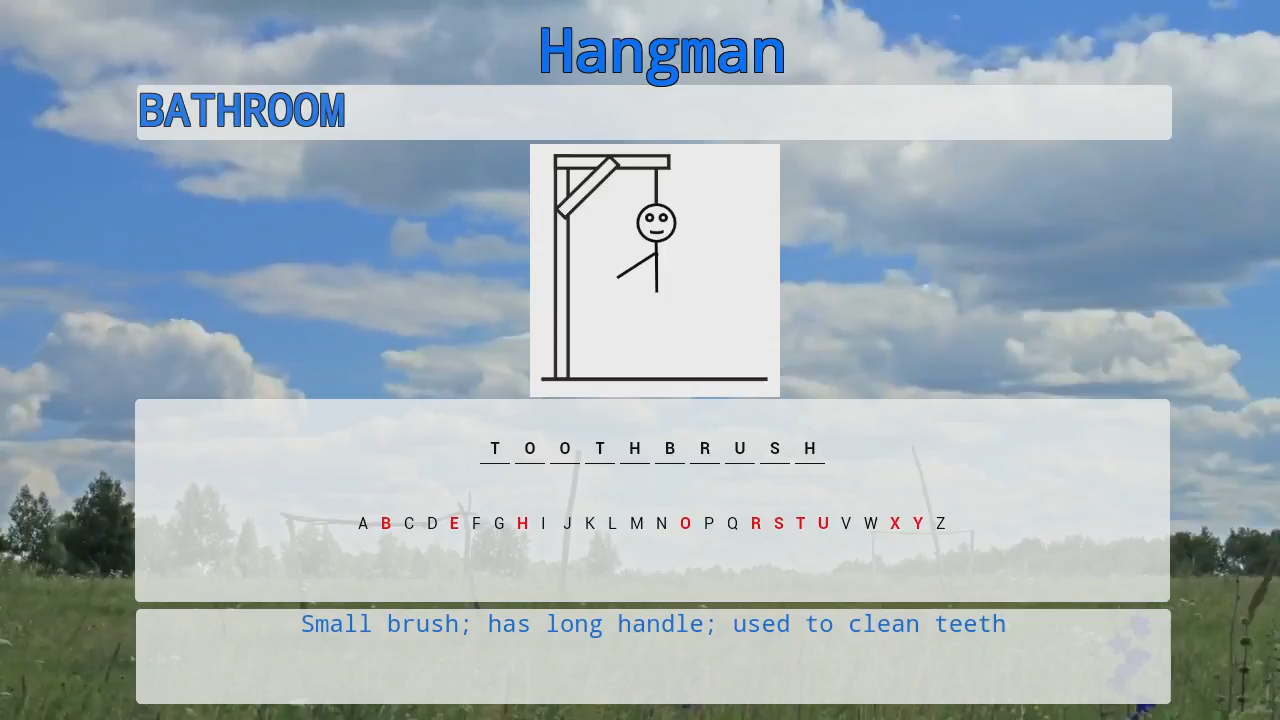 Hangman
BATHROOM
T O O T H B R U S H
A B C D E F G H I J K L M N O P Q R S T U V W X Y Z
Small brush; has long handle; used to clean teeth